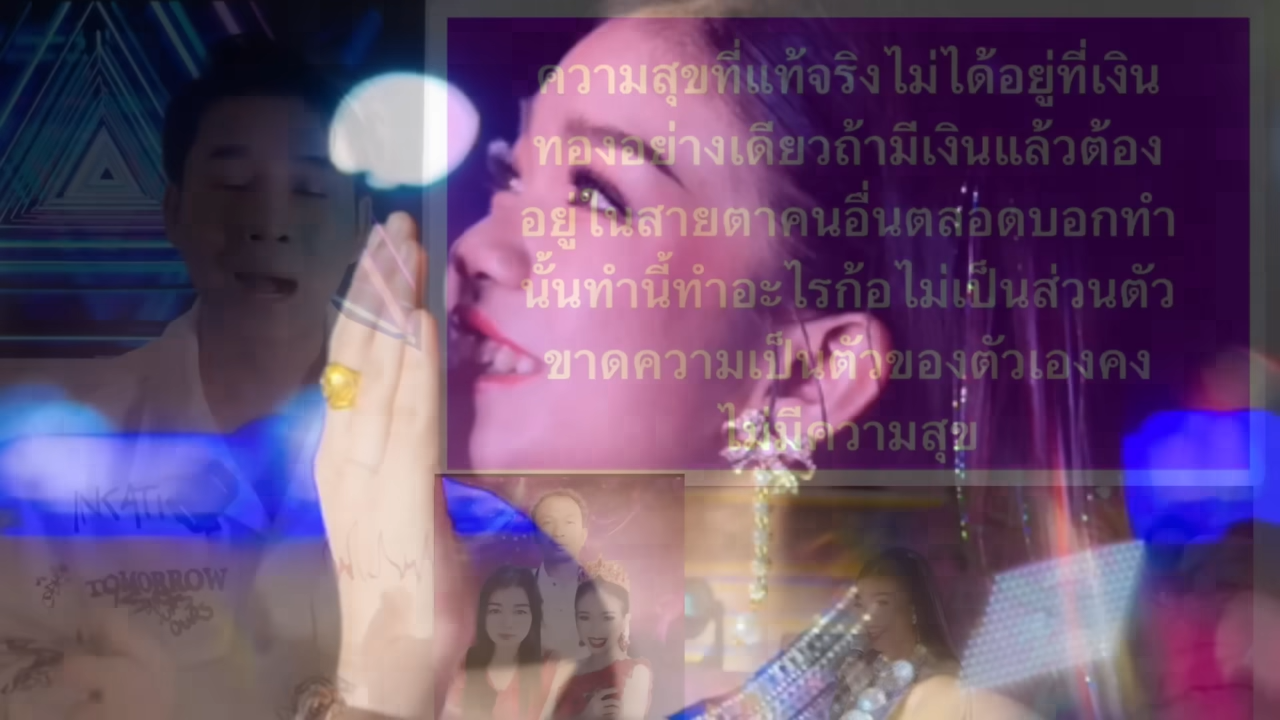 ความสุขที่แท้จริงไม่ได้อยู่ที่เงิน
ทองอย่างเดียวถ้ามีเงินแล้วต้อง
อยู่ในสายตาคนอื่นตลอดบอกทำ
นั้นทำนี้ทำอะไรก้อไม่เป็นส่วนตัว
ขาดความเป็นตัวของตัวเองคง
ไม่มีความสุข
TOMORROW